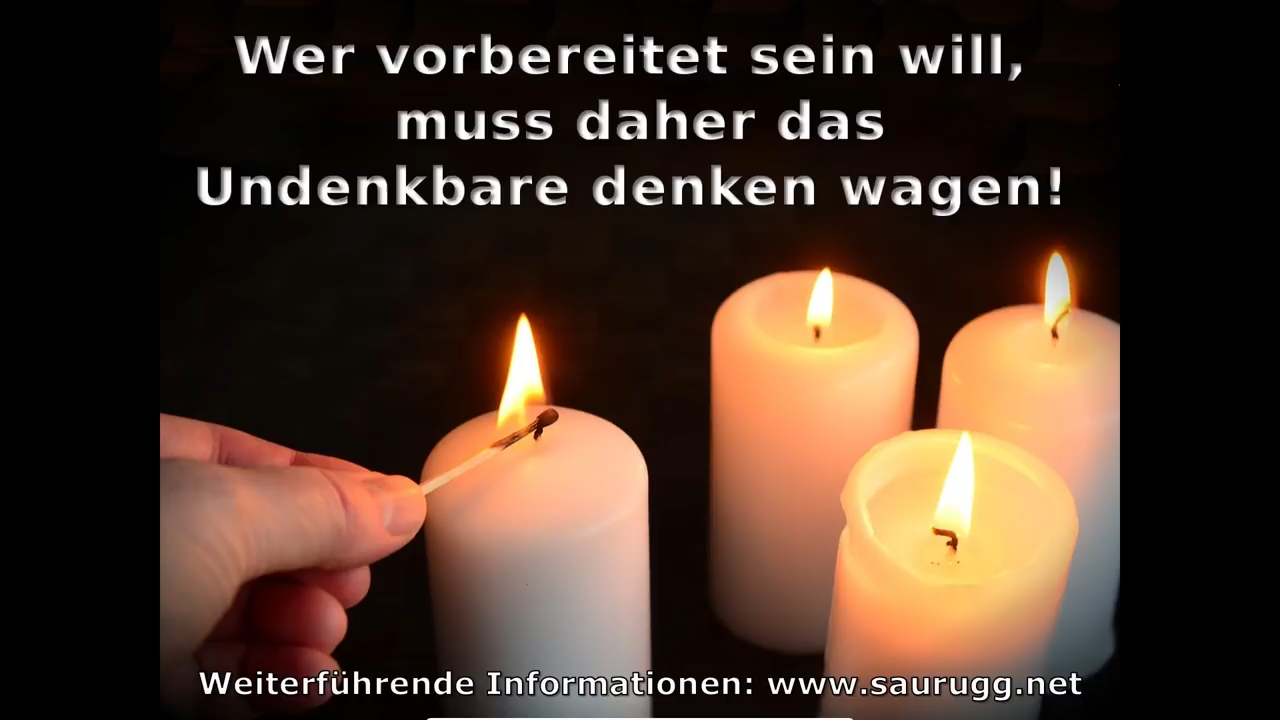 Wer vorbereitet sein will,
muss daher das
Undenkbare denken wagen!
Weiterführende Informationen: www.saurugg.net